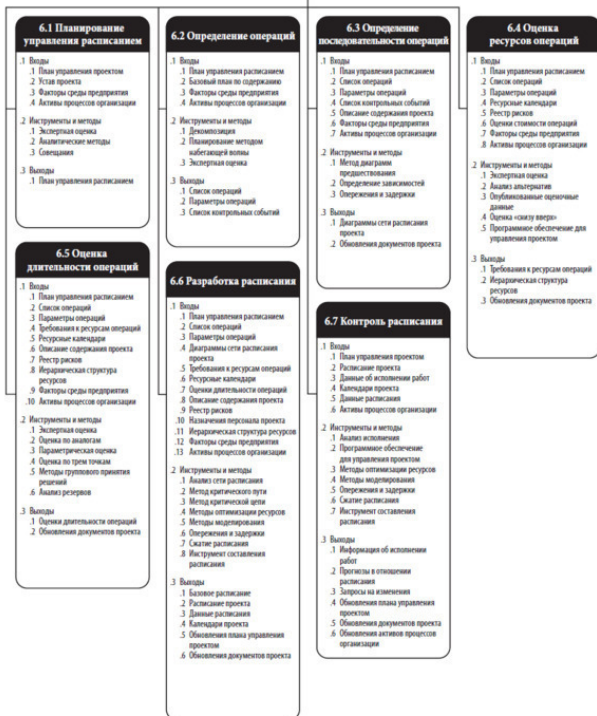 6.1 Планирование
управления расписанием
.1 Входы
.1 План управления проектом
.2 Устав проекта
.3 Факторы среды предприятия
.4 Активы процессов организации
.2 Инструменты и методы
.1 Экспертная оценка
.2 Аналитические методы
.3 Совещания
.3 Выходы
.1 План управления расписанием
6.2 Определение операций
.1 Входы
.1 План управления расписанием
.2 Базовый план по содержанию
.3 Факторы среды предприятия
.4 Активы процессов организации
.2 Инструменты и методы
.1 Декомпозиция
.2 Планирование методом
набегающей волны
.3 Экспертная оценка
.3 Выходы
.1 Список операций
.2 Параметры операций
.3 Список контрольных событий
6.3 Определение
последовательности операций
.1 Входы
.1 План управления расписанием
.2 Список операций
.3 Параметры операций
.4 Список контрольных событий
.5 Описание содержания проекта
.6 Факторы среды предприятия
.7 Активы процессов организации
.2 Инструменты и методы
.1 Метод диаграмм
предшествования
.2 Определение зависимостей
.3 Опережения и задержки
.3 Выходы
.1 Диаграммы сети расписания
проекта
.2 Обновления документов проекта
6.4 Оценка
ресурсов операций
.1 Входы
.1 План управления расписанием
.2 Список операций
.3 Параметры операций
.4 Ресурсные календари
.5 Реестр рисков
.6 Оценки стоимости операций
.7 Факторы среды предприятия
.8 Активы процессов организации
.2 Инструменты и методы
.1 Экспертная оценка
.2 Анализ альтернатив
.3 Опубликованные оценочные
данные
.4 Оценка «снизу вверх»
.5 Программное обеспечение для
управления проектом
.3 Выходы
.1 Требования к ресурсам операций
.2 Иерархическая структура
ресурсов
.3 Обновления документов проекта
6.5 Оценка
длительности операций
.1 Входы
.1 План управления расписанием
.2 Список операций
.3 Параметры операций
.4 Требования к ресурсам операций
.5 Ресурсные календари
.6 Описание содержания проекта
.7 Реестр рисков
.8 Иерархическая структура
ресурсов
.9 Факторы среды предприятия
.10 Активы процессов организации
.2 Инструменты и методы
.1 Экспертная оценка
.2 Оценка по аналогам
.3 Параметрическая оценка
.4 Оценка по трем точкам
.5 Методы группового принятия
решений
.6 Анализ резервов
.3 Выходы
.1 Оценки длительности операций
.2 Обновления документов проекта
6.6 Разработка расписания
.1 Входы
.1 План управления расписанием
.2 Список операций
.3 Параметры операций
.4 Диаграммы сети расписания
проекта
.5 Требования к ресурсам операций
.6 Ресурсные календари
.7 Оценки длительности операций
.8 Описание содержания проекта
.9 Реестр рисков
.10 Назначения персонала проекта
.11 Иерархическая структура ресурсов
.12 Факторы среды предприятия
.13 Активы процессов организации
.2 Инструменты и методы
.1 Анализ сети расписания
.2 Метод критического пути
.3 Метод критической цепи
.4 Методы оптимизации ресурсов
.5 Методы моделирования
.6 Опережения и задержки
.7 Сжатие расписания
.8 Инструмент составления
расписания
.3 Выходы
.1 Базовое расписание
.2 Расписание проекта
.3 Данные расписания
.4 Календари проекта
.5 Обновления плана управления
проектом
.6 Обновления документов проекта
6.7 Контроль расписания
.1 Входы
.1 План управления проектом
.2 Расписание проекта
.3 Данные об исполнении работ
.4 Календари проекта
.5 Данные расписания
.6 Активы процессов организации
.2 Инструменты и методы
.1 Анализ исполнения
.2 Программное обеспечение
для управления проектом
.3 Методы оптимизации ресурсов
.4 Методы моделирования
.5 Опережения и задержки
.6 Сжатие расписания
.7 Инструмент составления
расписания
.3 Выходы
.1 Информация об исполнении
работ
.2 Прогнозы в отношении
расписания
.3 Запросы на изменения
.4 Обновления плана управления
проектом
.5 Обновления документов проекта
.6 Обновления активов процессов
организации